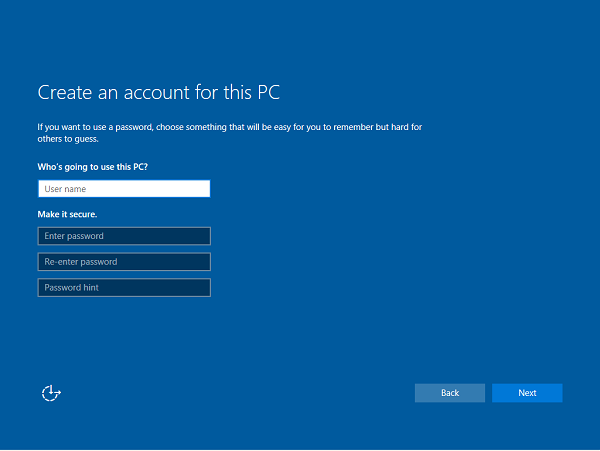 Create an account for this PC
If you want to use a password, choose something that will be easy for you to remember but hard for
others to guess.
Who's going to use this PC?
User name
Make it secure.
Enter password
Re-enter password
Password hint
Back
Next